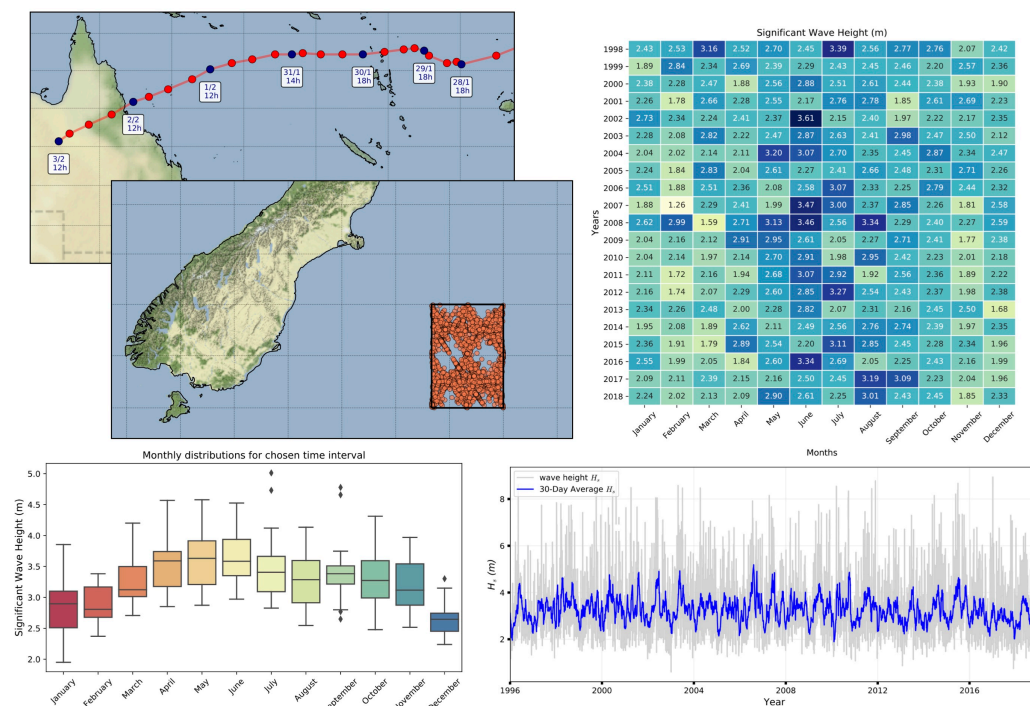 31/1
14h
30/1
18h
29/1
18h
28/1
18h
1/2
12h
2/2
12h
3/2
12h
Significant Wave Height (m)
Years
1998 2.43 2.53 3.16 2.52 2.70 2.45 3.39 2.56 2.77 2.76 2.07 2.42
1999 1.89 2.84 2.34 2.69 2.39 2.29 2.43 2.45 2.46 2.20 2.57 2.36
2000 2.38 2.28 2.47 1.88 2.56 2.88 2.51 2.61 2.44 2.38 1.93 1.90
2001 2.26 1.78 2.66 2.28 2.55 2.17 2.76 2.78 1.85 2.61 2.69 2.23
2002 2.73 2.34 2.24 2.41 2.37 3.61 2.15 2.40 1.97 2.22 2.17 2.35
2003 2.28 2.08 2.82 2.22 2.47 2.87 2.63 2.41 2.98 2.47 2.50 2.12
2004 2.04 2.02 2.14 2.11 3.20 3.07 2.70 2.35 2.45 2.87 2.34 2.47
2005 2.24 1.84 2.83 2.04 2.61 2.27 2.41 2.66 2.48 2.31 2.71 2.26
2006 2.51 1.88 2.51 2.36 2.08 2.58 3.07 2.33 2.25 2.79 2.44 2.32
2007 1.88 1.26 2.29 2.41 1.99 3.47 3.00 2.37 2.85 2.26 1.81 2.58
2008 2.62 2.99 1.59 2.71 3.13 3.46 2.56 3.34 2.29 2.40 2.27 2.59
2009 2.04 2.16 2.12 2.91 2.95 2.61 2.05 2.27 2.71 2.41 1.77 2.38
2010 2.04 2.14 1.97 2.14 2.70 2.91 1.98 2.95 2.42 2.23 2.01 2.18
2011 2.11 1.72 2.16 1.94 2.68 3.07 2.92 1.92 2.56 2.36 1.89 2.22
2012 2.16 1.74 2.07 2.29 2.60 2.85 3.27 2.54 2.43 2.37 1.98 2.38
2013 2.34 2.26 2.48 2.00 2.28 2.82 2.07 2.31 2.16 2.45 2.50 1.68
2014 1.95 2.08 1.89 2.62 2.11 2.49 2.56 2.76 2.74 2.39 1.97 2.35
2015 2.36 1.91 1.79 2.89 2.54 2.20 3.11 2.85 2.45 2.28 2.34 1.96
2016 2.55 1.99 2.05 1.84 2.60 3.34 2.69 2.05 2.25 2.43 2.16 1.99
2017 2.09 2.11 2.39 2.15 2.16 2.50 2.45 3.19 3.09 2.23 2.04 1.96
2018 2.24 2.02 2.13 2.09 2.90 2.61 2.25 3.01 2.43 2.45 1.85 2.33
January February March April May June July August September October November December
Months
Monthly distributions for chosen time interval
Significant Wave Height (m)
5.0
4.5
4.0
3.5
3.0
2.5
2.0
January February March April May June July August September October November December
wave height Hₛ
30-Day Average Hₛ
Hₛ (m)
8
6
4
2
1996 2000 2004 2008 2012 2016
Year